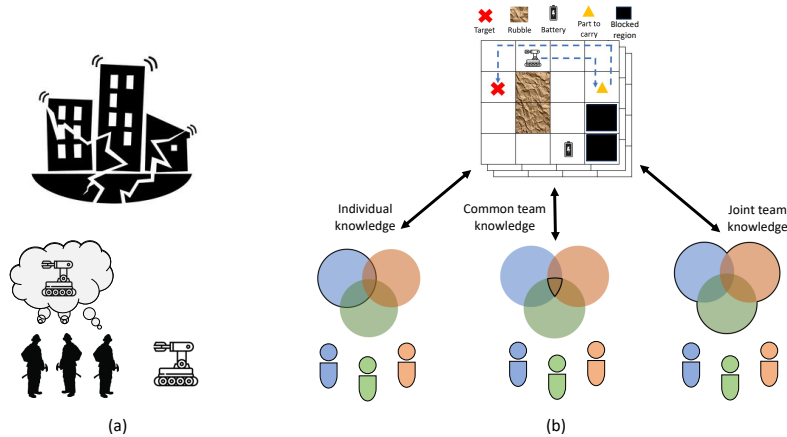 Target
Rubble
Battery
Part to
carry
Blocked
region
Individual
knowledge
Common team
knowledge
Joint team
knowledge
(a)
(b)